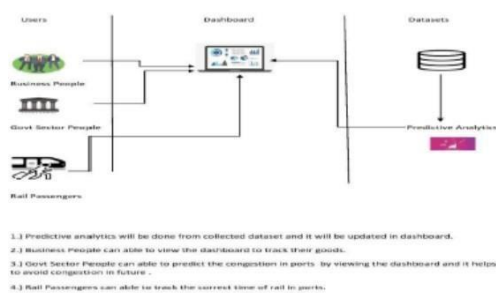 Users
Dashboard
Datasets
Business People
Govt Sector People
Predictive Analytics
Rail Passengers
1.) Predictive analytics will be done from collected dataset and it will be updated in dashboard.
2.) Business People can able to view the dashboard to track their goods.
3.) Govt Sector People can able to predict the congestion in ports by viewing the dashboard and it helps
to avoid congestion in future .
4.) Rail Passengers can able to track the correct time of rail in ports.